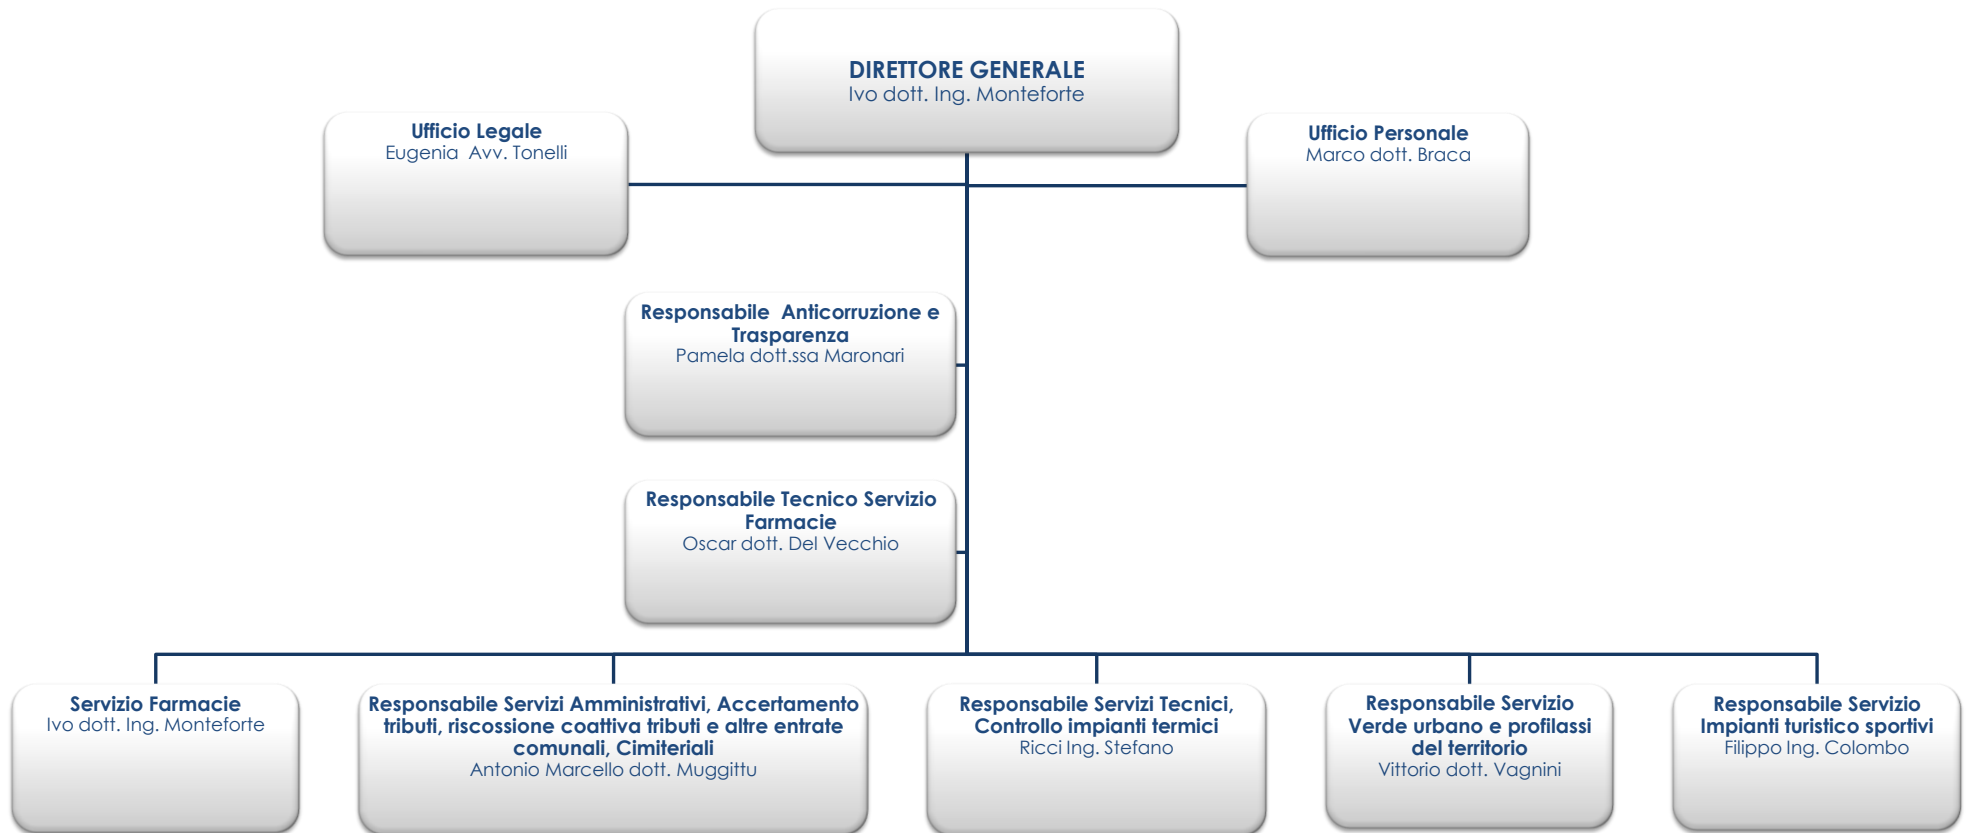 DIRETTORE GENERALE
Ivo dott. Ing. Monteforte
Ufficio Legale
Eugenia Avv. Tonelli
Ufficio Personale
Marco dott. Braca
Responsabile Anticorruzione e
Trasparenza
Pamela dott.ssa Maronari
Responsabile Tecnico Servizio
Farmacie
Oscar dott. Del Vecchio
Servizio Farmacie
Ivo dott. Ing. Monteforte
Responsabile Servizi Amministrativi, Accertamento
tributi, riscossione coattiva tributi e altre entrate
comunali, Cimiteriali
Antonio Marcello dott. Muggittu
Responsabile Servizi Tecnici,
Controllo impianti termici
Ricci Ing. Stefano
Responsabile Servizio
Verde urbano e profilassi
del territorio
Vittorio dott. Vagnini
Responsabile Servizio
Impianti turistico sportivi
Filippo Ing. Colombo